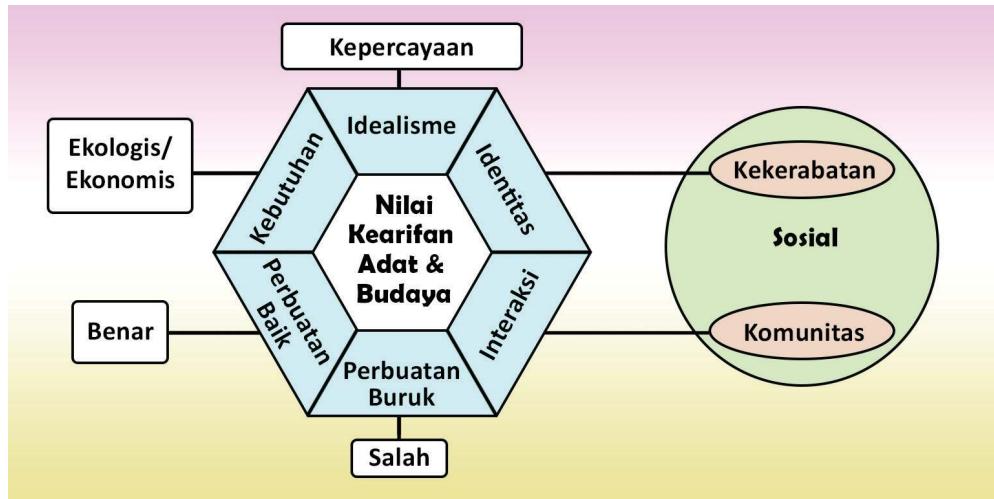 Kepercayaan
Idealisme
Ekologis/
Ekonomis
Kebutuhan
Identitas
Kekerabatan
Nilai
Kearifan
Adat &
Budaya
Sosial
Benar
Perbuatan
Baik
Interaksi
Komunitas
Perbuatan
Buruk
Salah